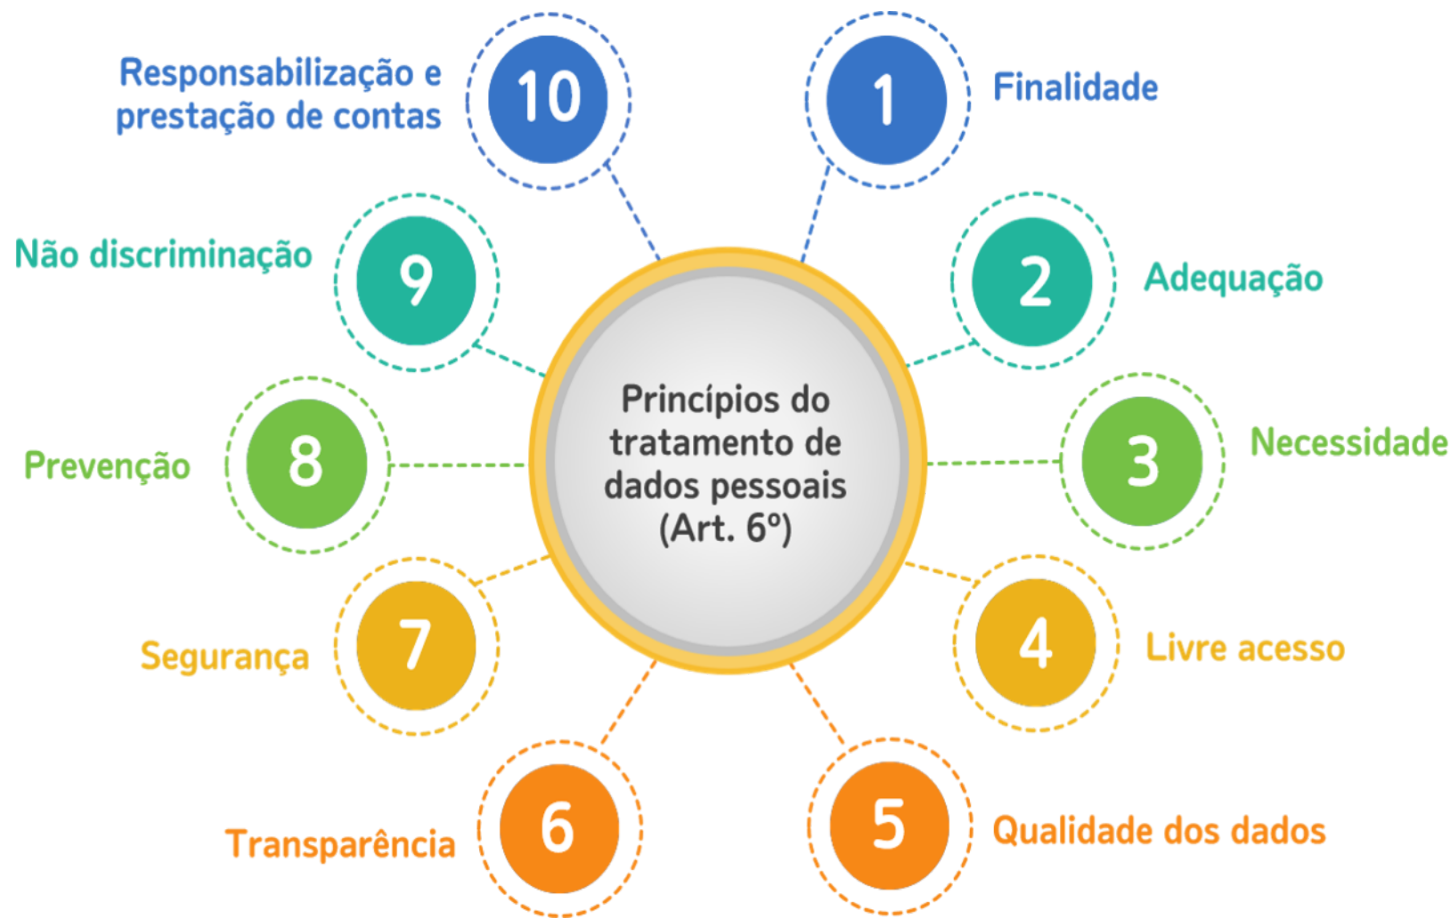 Princípios do
tratamento de
dados pessoais
(Art. 6º)
1
Finalidade
2
Adequação
3
Necessidade
4
Livre acesso
5
Qualidade dos dados
6
Transparência
7
Segurança
8
Prevenção
9
Não discriminação
10
Responsabilização e
prestação de contas